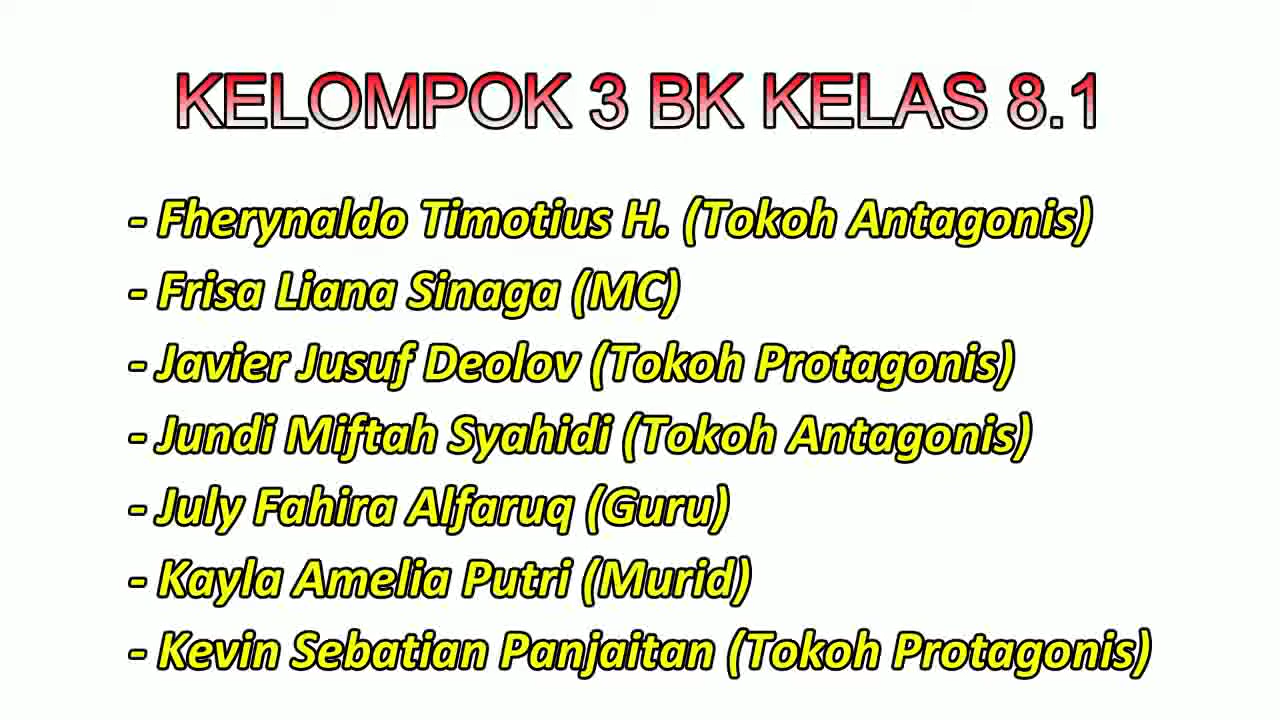 KELOMPOK 3 BK KELAS 8.1
- Fherynaldo Timotius H. (Tokoh Antagonis)
- Frisa Liana Sinaga (MC)
- Javier Jusuf Deolov (Tokoh Protagonis)
- Jundi Miftah Syahidi (Tokoh Antagonis)
- July Fahira Alfaruq (Guru)
- Kayla Amelia Putri (Murid)
- Kevin Sebatian Panjaitan (Tokoh Protagonis)